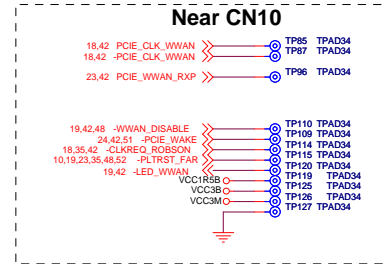 Near CN10
18,42 PCIE_CLK_WWAN TP85 TPAD34
18,42 -PCIE_CLK_WWAN TP87 TPAD34
23,42 PCIE_WWAN_RXP TP96 TPAD34
19,42,48 -WWAN_DISABLE TP110 TPAD34
24,42,51 -PCIE_WAKE TP109 TPAD34
18,35,42 -CLKREQ_ROBSON TP114 TPAD34
10,19,23,35,48,52 -PLTRST_FAR TP115 TPAD34
19,42 -LED_WWAN TP120 TPAD34
VCC1R5B TP119 TPAD34
VCC3B TP125 TPAD34
VCC3M TP126 TPAD34
TP127 TPAD34